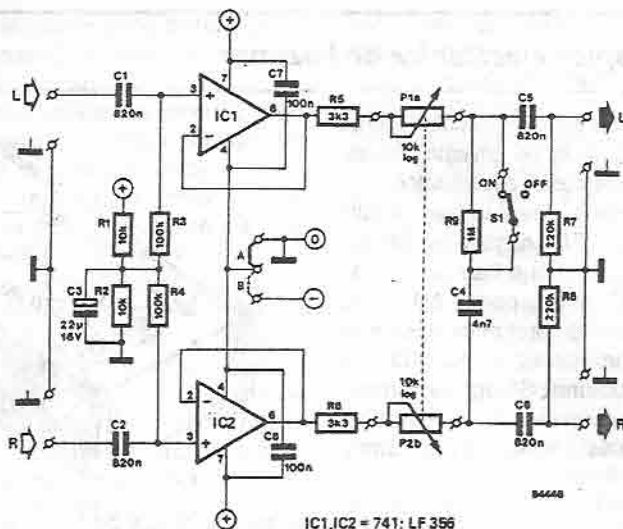 L
C1
820n
3
+
7
IC1
2
−
4
6
C7
100n
R5
3k3
P1a
10k
log
C5
820n
L
+
R1
10k
R3
100k
ON
OFF
S1
R9
1M
R7
220k
A
0
B
−
C3
22µ
16V
R2
10k
R4
100k
C4
4n7
R8
220k
2
−
4
6
IC2
3
+
7
C8
100n
R6
3k3
10k
log
P2b
C6
820n
R
C2
820n
R
+
84448
IC1,IC2 = 741; LF 356